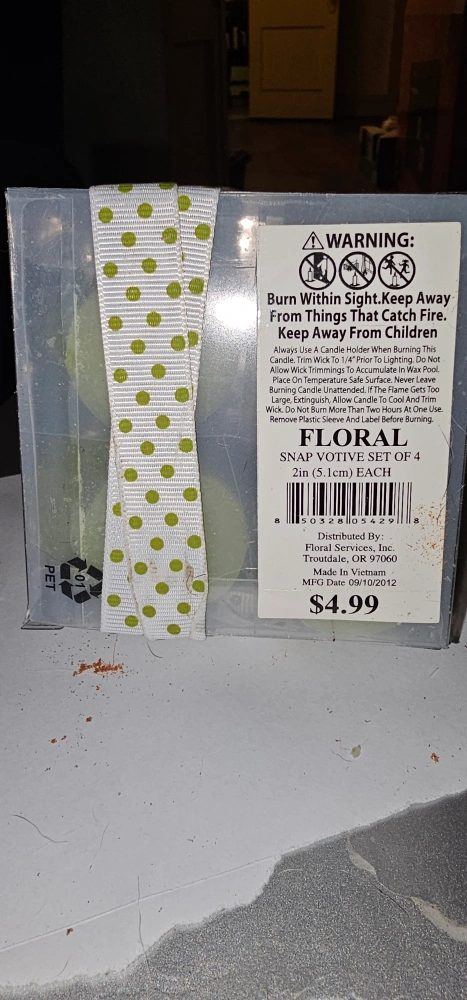 ⚠WARNING:
Burn Within Sight.Keep Away
From Things That Catch Fire.
Keep Away From Children
Always Use A Candle Holder When Burning This
Candle. Trim Wick To 1/4" Prior To Lighting. Do Not
Allow Wick Trimmings To Accumulate In Wax Pool.
Place On Temperature Safe Surface. Never Leave
Burning Candle Unattended. If The Flame Gets Too
Large, Extinguish, Allow Candle To Cool And Trim
Wick. Do Not Burn More Than Two Hours At One Use.
Remove Plastic Sleeve And Label Before Burning.
FLORAL
SNAP VOTIVE SET OF 4
2in (5.1cm) EACH
8 50328 05429 8
Distributed By:
Floral Services, Inc.
Troutdale, OR 97060
Made In Vietnam
MFG Date 09/10/2012
$4.99
01
PET